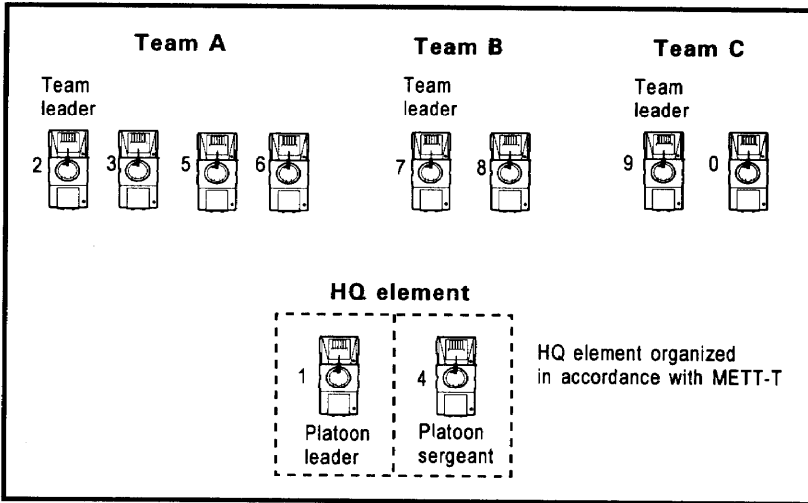 Team A
Team B
Team C
Team
leader
Team
leader
Team
leader
2
3
5
6
7
8
9
0
HQ element
1
4
Platoon
leader
Platoon
sergeant
HQ element organized
in accordance with METT-T